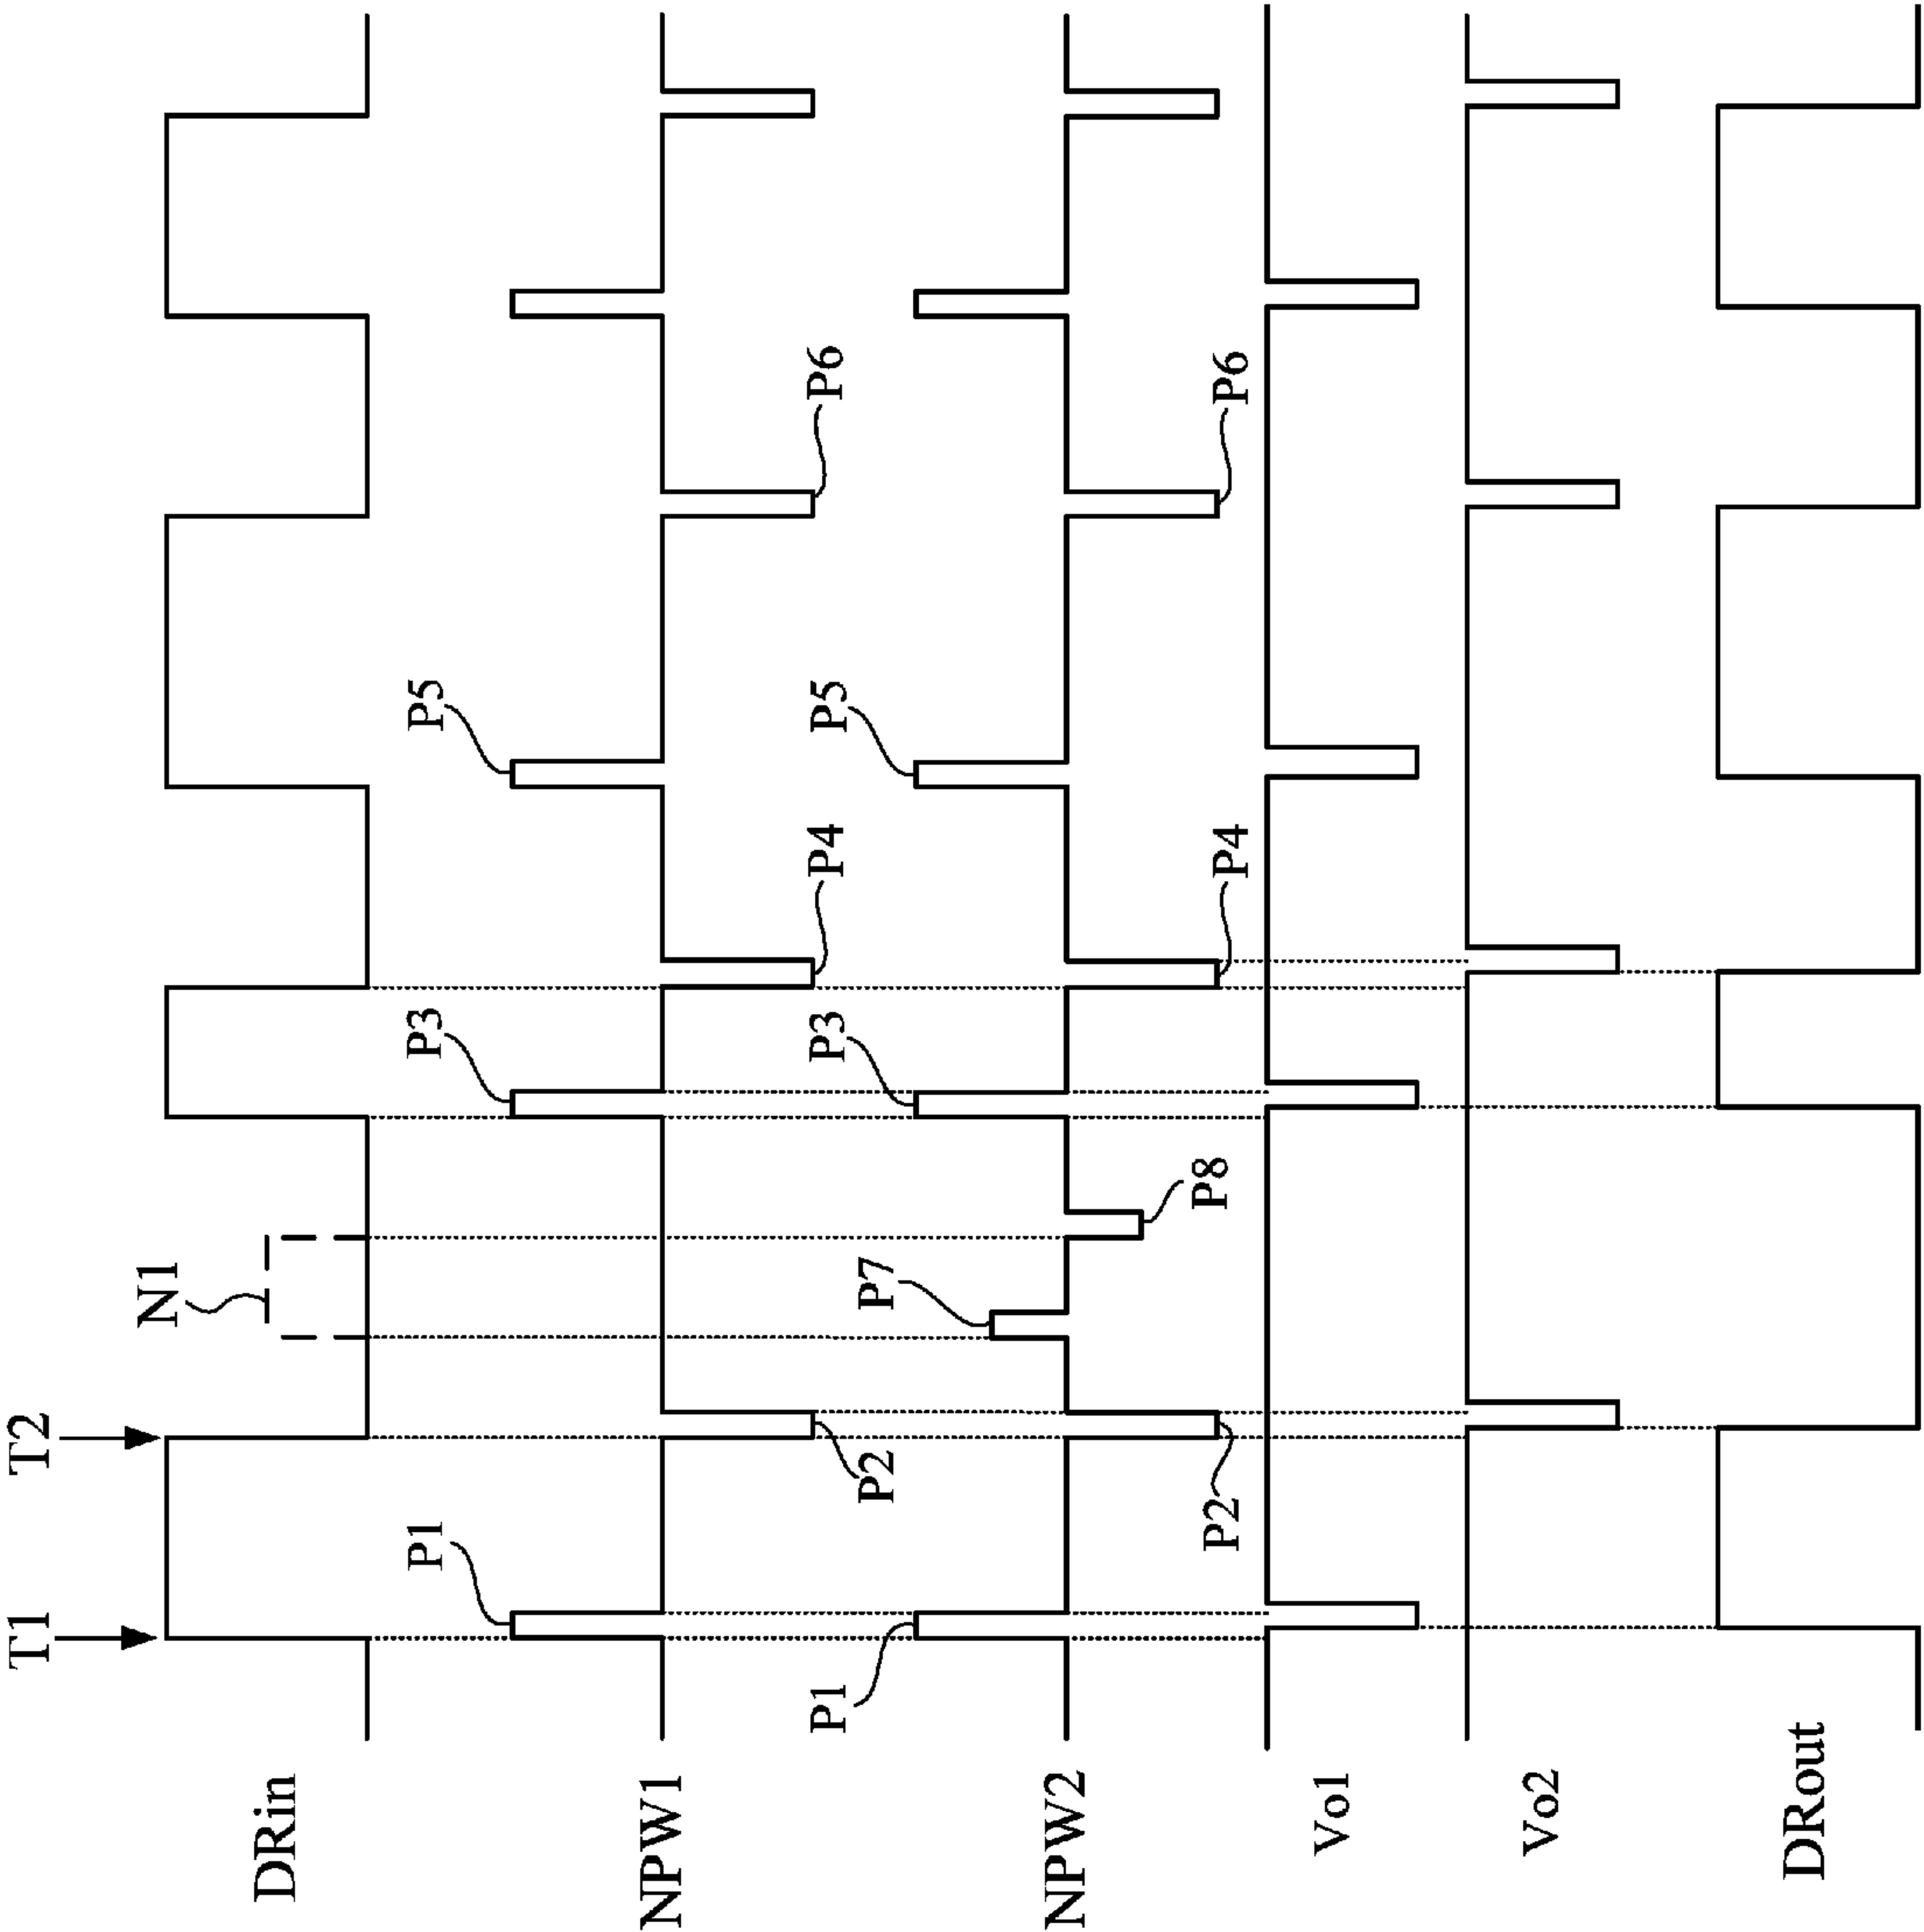 T1 T2
N1
DRin
P1 P3 P5
NPW1
P2 P4 P6
P1 P7 P3 P5
NPW2
P2 P8 P4 P6
Vo1
Vo2
DRout